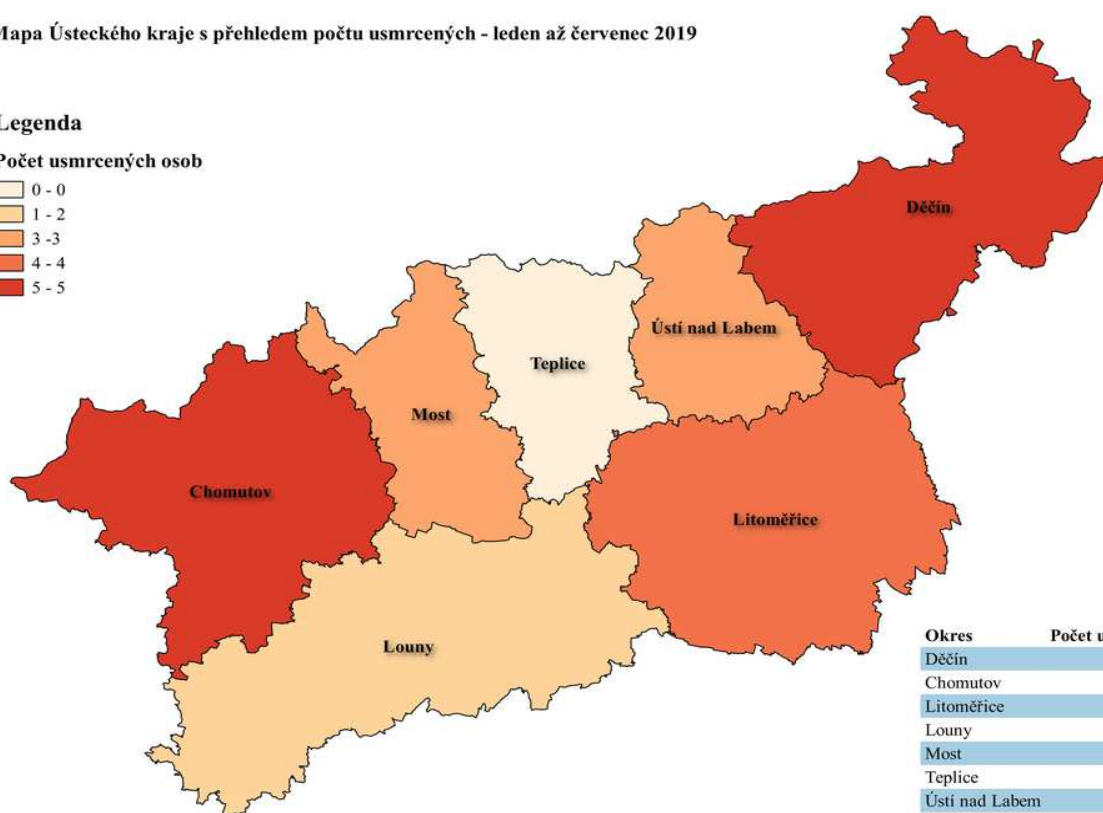 Mapa Ústeckého kraje s přehledem počtu usmrcených - leden až červenec 2019
Legenda
Počet usmrcených osob
0 - 0
1 - 2
3 -3
4 - 4
5 - 5
Děčín
Ústí nad Labem
Teplice
Most
Chomutov
Litoměřice
Louny
Okres Počet u
Děčín
Chomutov
Litoměřice
Louny
Most
Teplice
Ústí nad Labem